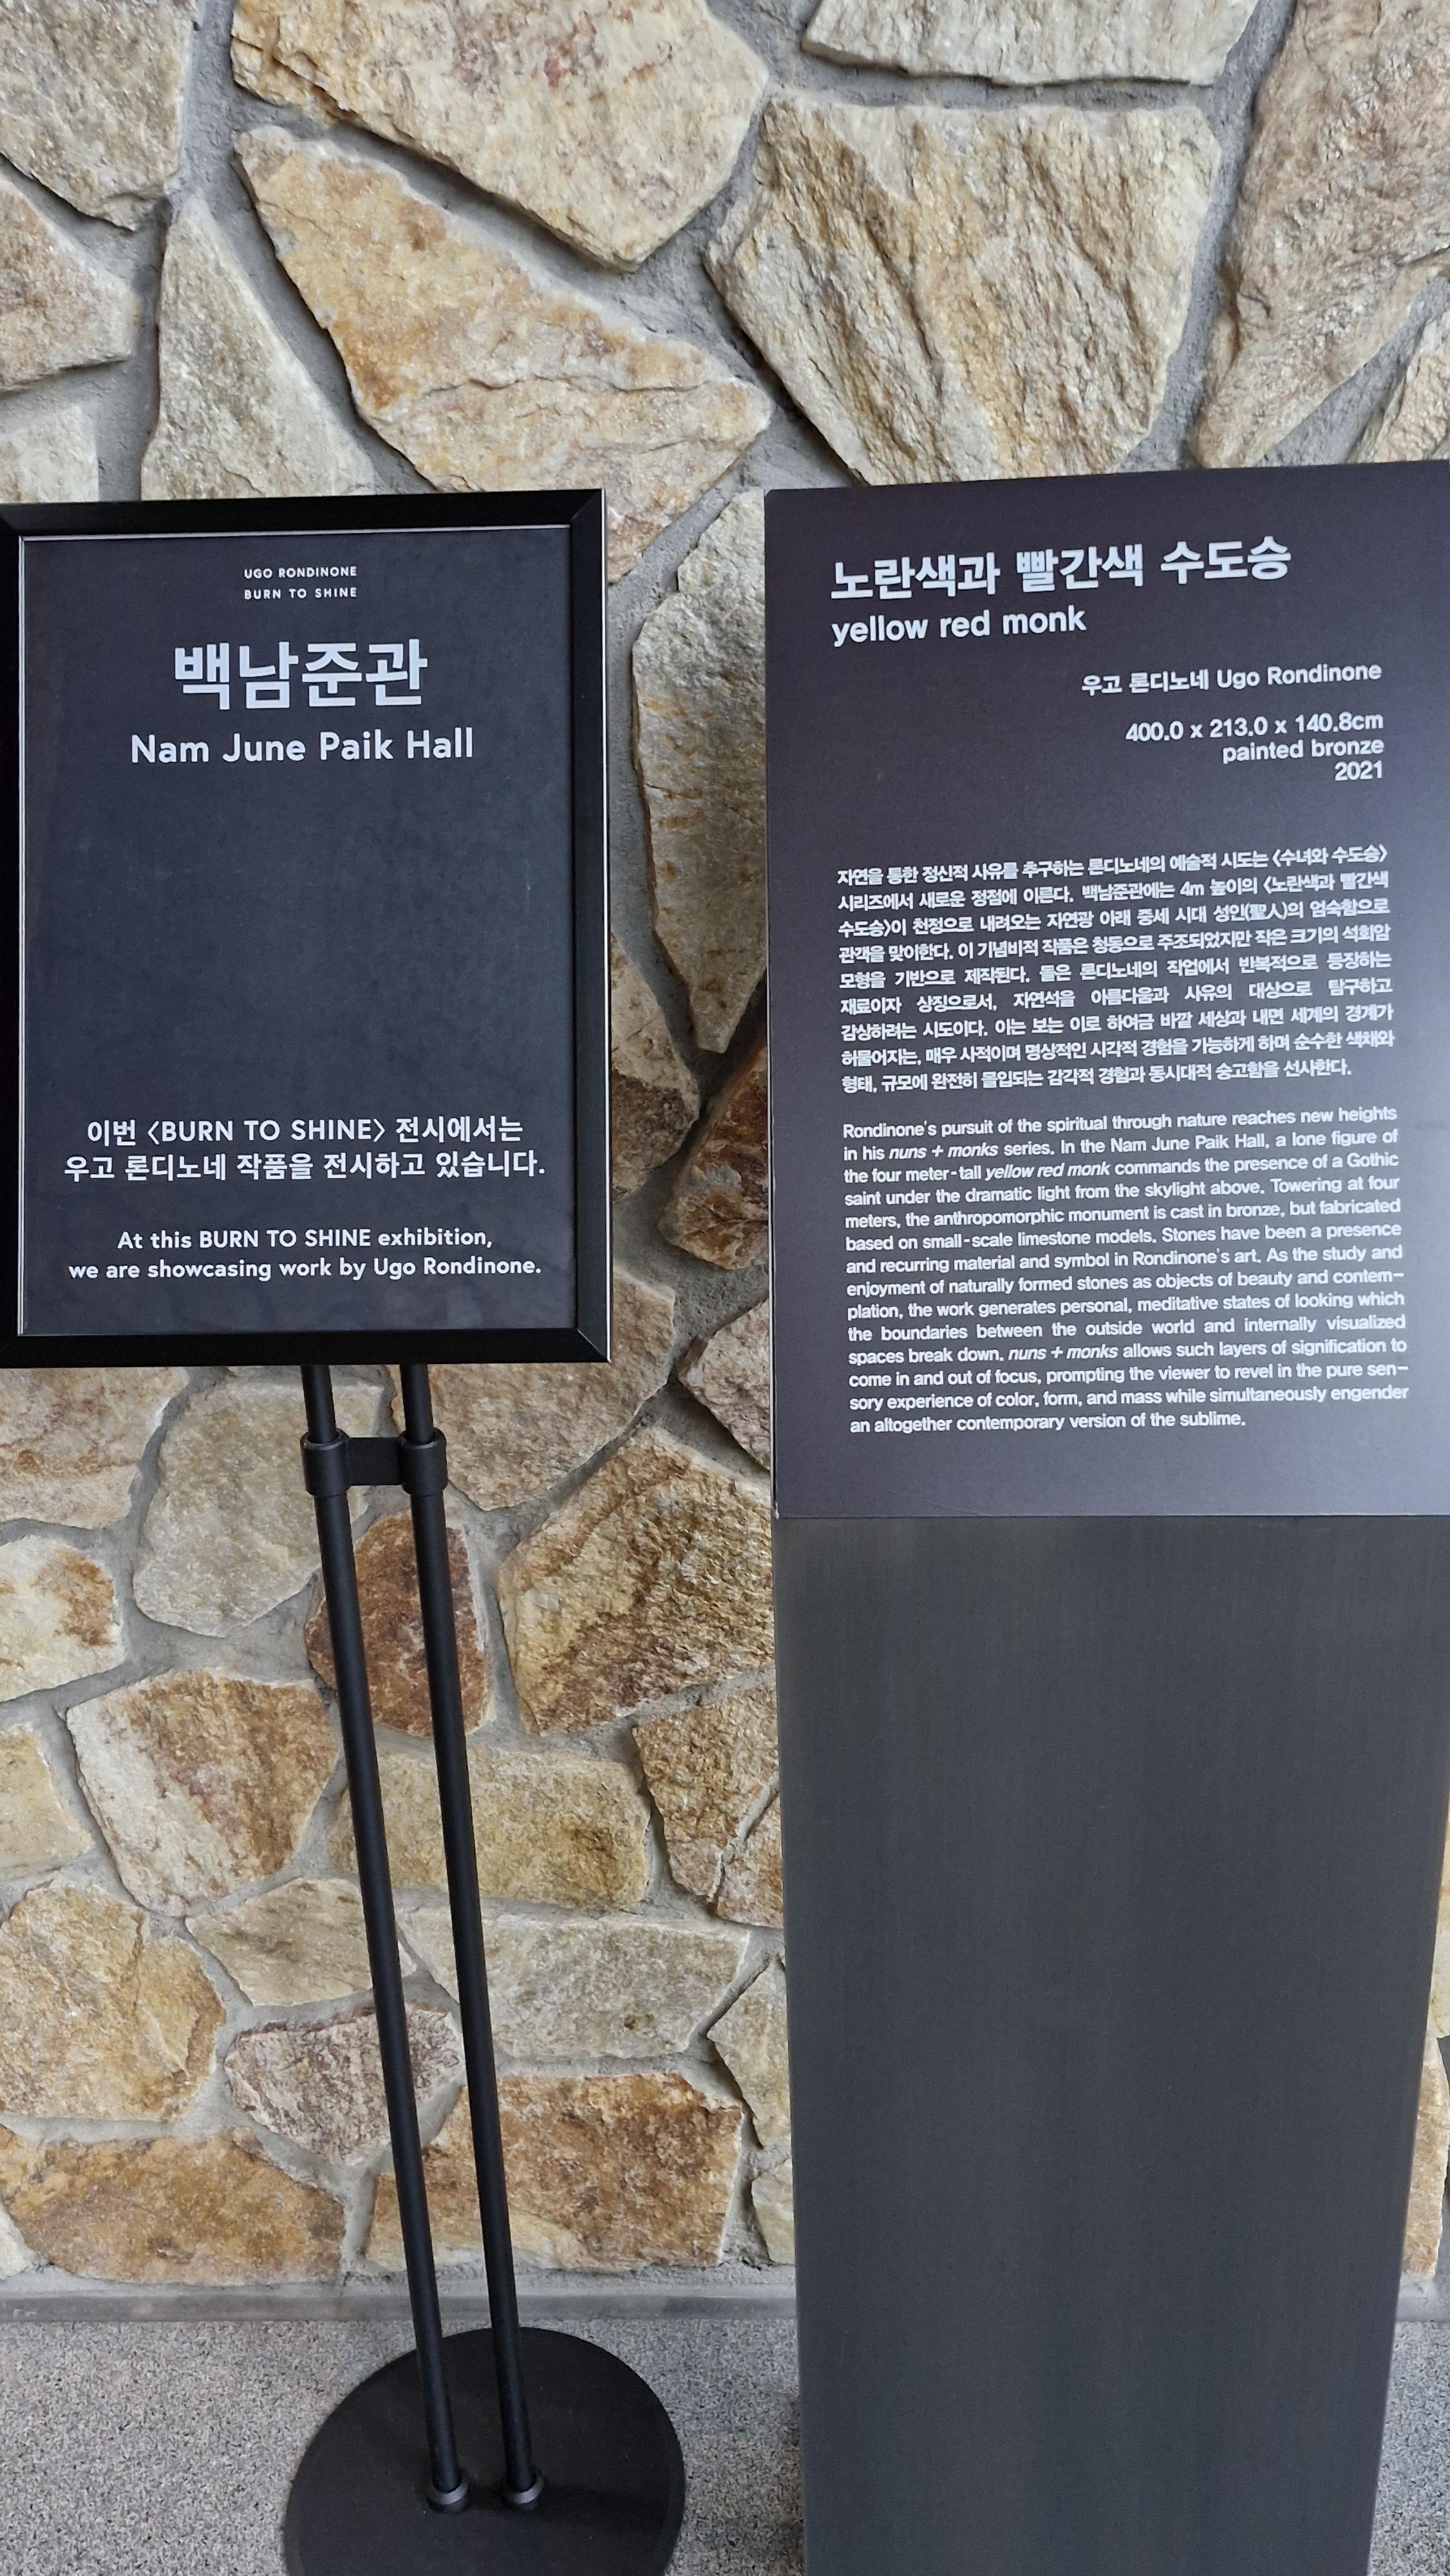 UGO RONDINONE
BURN TO SHINE
백남준관
Nam June Paik Hall
이번 〈BURN TO SHINE〉 전시에서는
우고 론디노네 작품을 전시하고 있습니다.
At this BURN TO SHINE exhibition,
we are showcasing work by Ugo Rondinone.
노란색과 빨간색 수도승
yellow red monk
우고 론디노네 Ugo Rondinone
400.0 x 213.0 x 140.8cm
painted bronze
2021
자연을 통한 정신적 사유를 추구하는 론디노네의 예술적 시도는 〈수녀와 수도승〉
시리즈에서 새로운 정점에 이른다. 백남준관에는 4m 높이의 〈노란색과 빨간색
수도승〉이 천정으로 내려오는 자연광 아래 중세 시대 성인(聖人)의 엄숙함으로
관객을 맞이한다. 이 기념비적 작품은 청동으로 주조되었지만 작은 크기의 석회암
모형을 기반으로 제작된다. 돌은 론디노네의 작업에서 반복적으로 등장하는
재료이자 상징으로서, 자연석을 아름다움과 사유의 대상으로 탐구하고
감상하려는 시도이다. 이는 보는 이로 하여금 바깥 세상과 내면 세계의 경계가
허물어지는, 매우 사적이며 명상적인 시각적 경험을 가능하게 하며 순수한 색채와
형태, 규모에 완전히 몰입되는 감각적 경험과 동시대적 숭고함을 선사한다.
Rondinone's pursuit of the spiritual through nature reaches new heights
in his nuns + monks series. In the Nam June Paik Hall, a lone figure of
the four meter-tall yellow red monk commands the presence of a Gothic
saint under the dramatic light from the skylight above. Towering at four
meters, the anthropomorphic monument is cast in bronze, but fabricated
based on small-scale limestone models. Stones have been a presence
and recurring material and symbol in Rondinone's art. As the study and
enjoyment of naturally formed stones as objects of beauty and contem-
plation, the work generates personal, meditative states of looking which
the boundaries between the outside world and internally visualized
spaces break down. nuns + monks allows such layers of signification to
come in and out of focus, prompting the viewer to revel in the pure sen-
sory experience of color, form, and mass while simultaneously engender
an altogether contemporary version of the sublime.